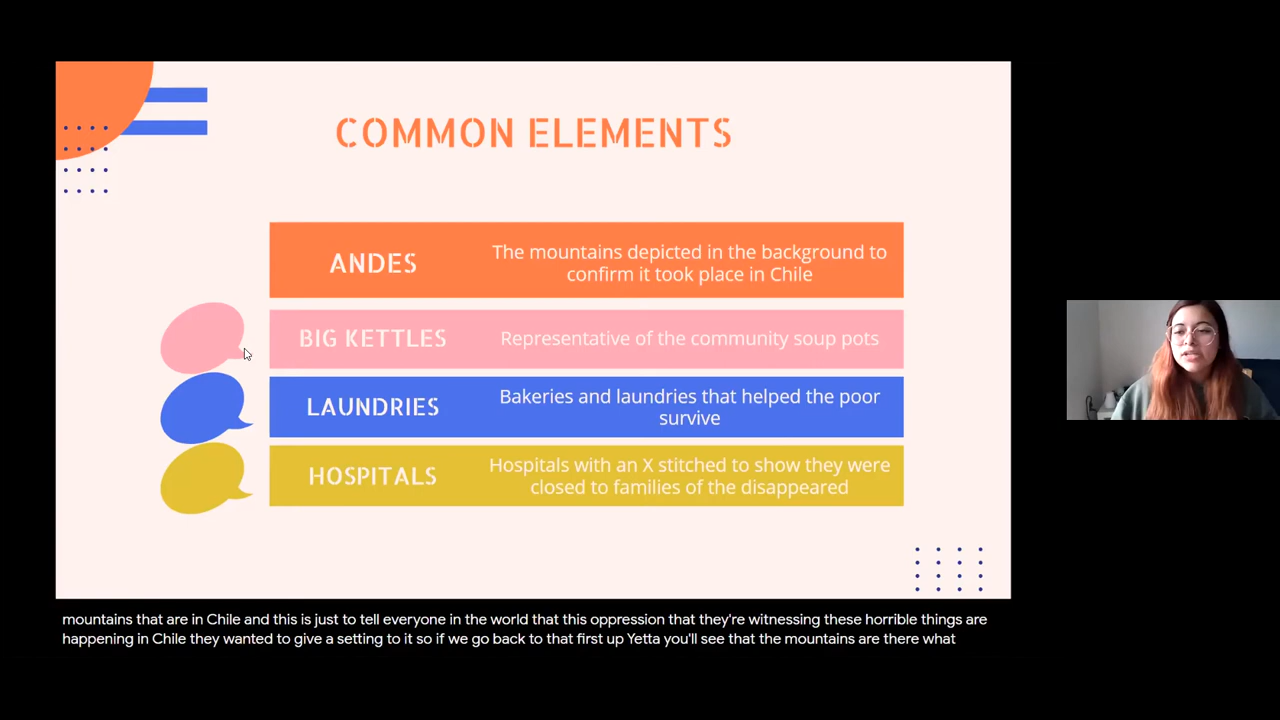 COMMON ELEMENTS
ANDES
The mountains depicted in the background to
confirm it took place in Chile
BIG KETTLES
Representative of the community soup pots
LAUNDRIES
Bakeries and laundries that helped the poor
survive
HOSPITALS
Hospitals with an X stitched to show they were
closed to families of the disappeared
mountains that are in Chile and this is just to tell everyone in the world that this oppression that they're witnessing these horrible things are
happening in Chile they wanted to give a setting to it so if we go back to that first up Yetta you'll see that the mountains are there what